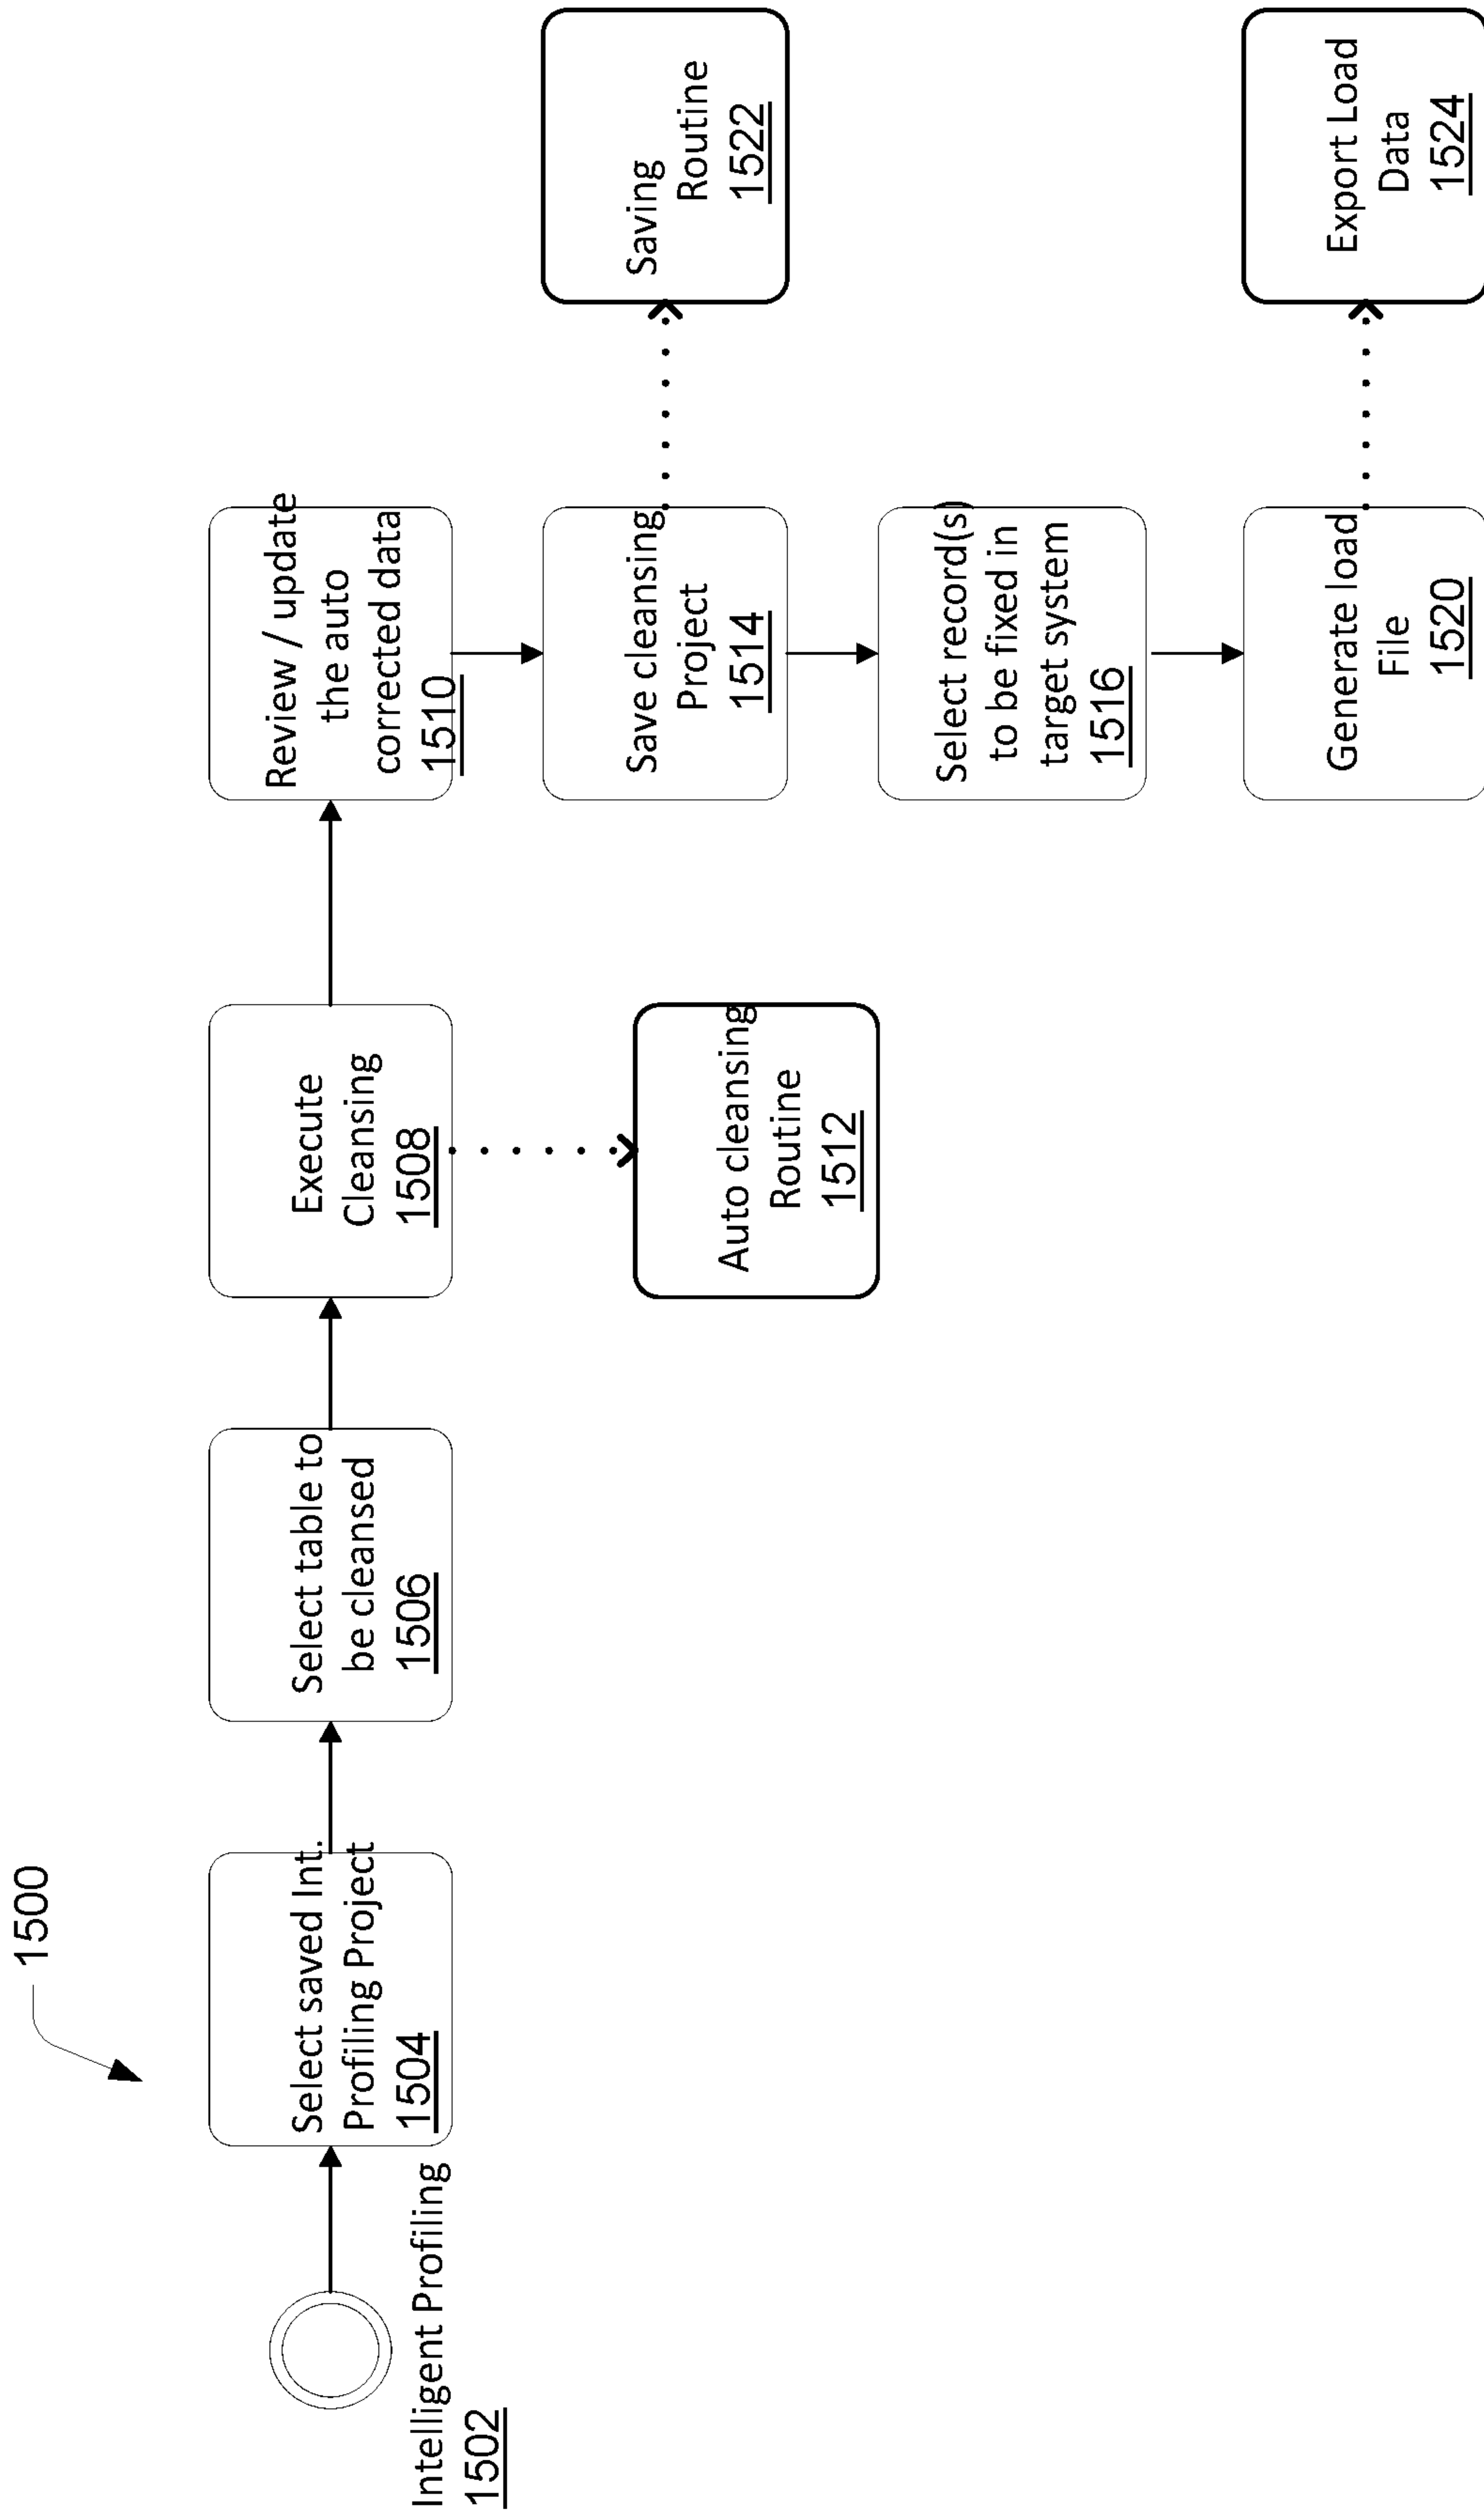 1500
Intelligent Profiling
1502
Select saved Int.
Profiling Project
1504
Select table to
be cleansed
1506
Execute
Cleansing
1508
Auto cleansing
Routine
1512
Review / update
the auto
corrected data
1510
Save cleansing
Project
1514
Saving
Routine
1522
Select record(s)
to be fixed in
target system
1516
Generate load
File
1520
Export Load
Data
1524